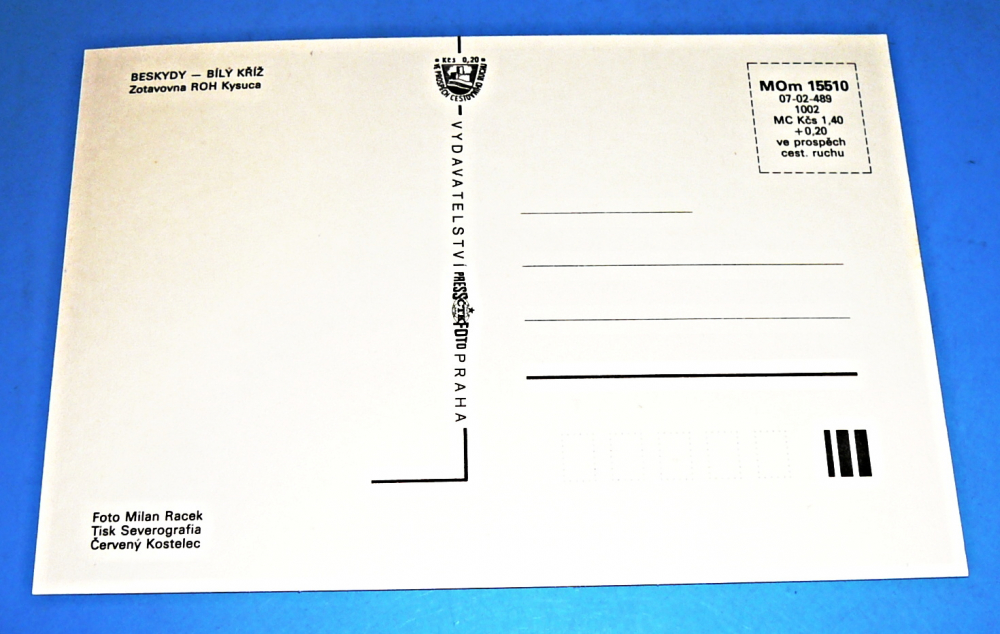 BESKYDY — BÍLÝ KŘÍŽ
Zotavovna ROH Kysuca
Kčs 0,20
VE PROSPĚCH CESTOVNÍHO RUCHU
VYDAVATELSTVÍ PRESSFOTO PRAHA
ČTK
MOm 15510
07-02-489
1002
MC Kčs 1,40
+0,20
ve prospěch
cest. ruchu
Foto Milan Racek
Tisk Severografia
Červený Kostelec